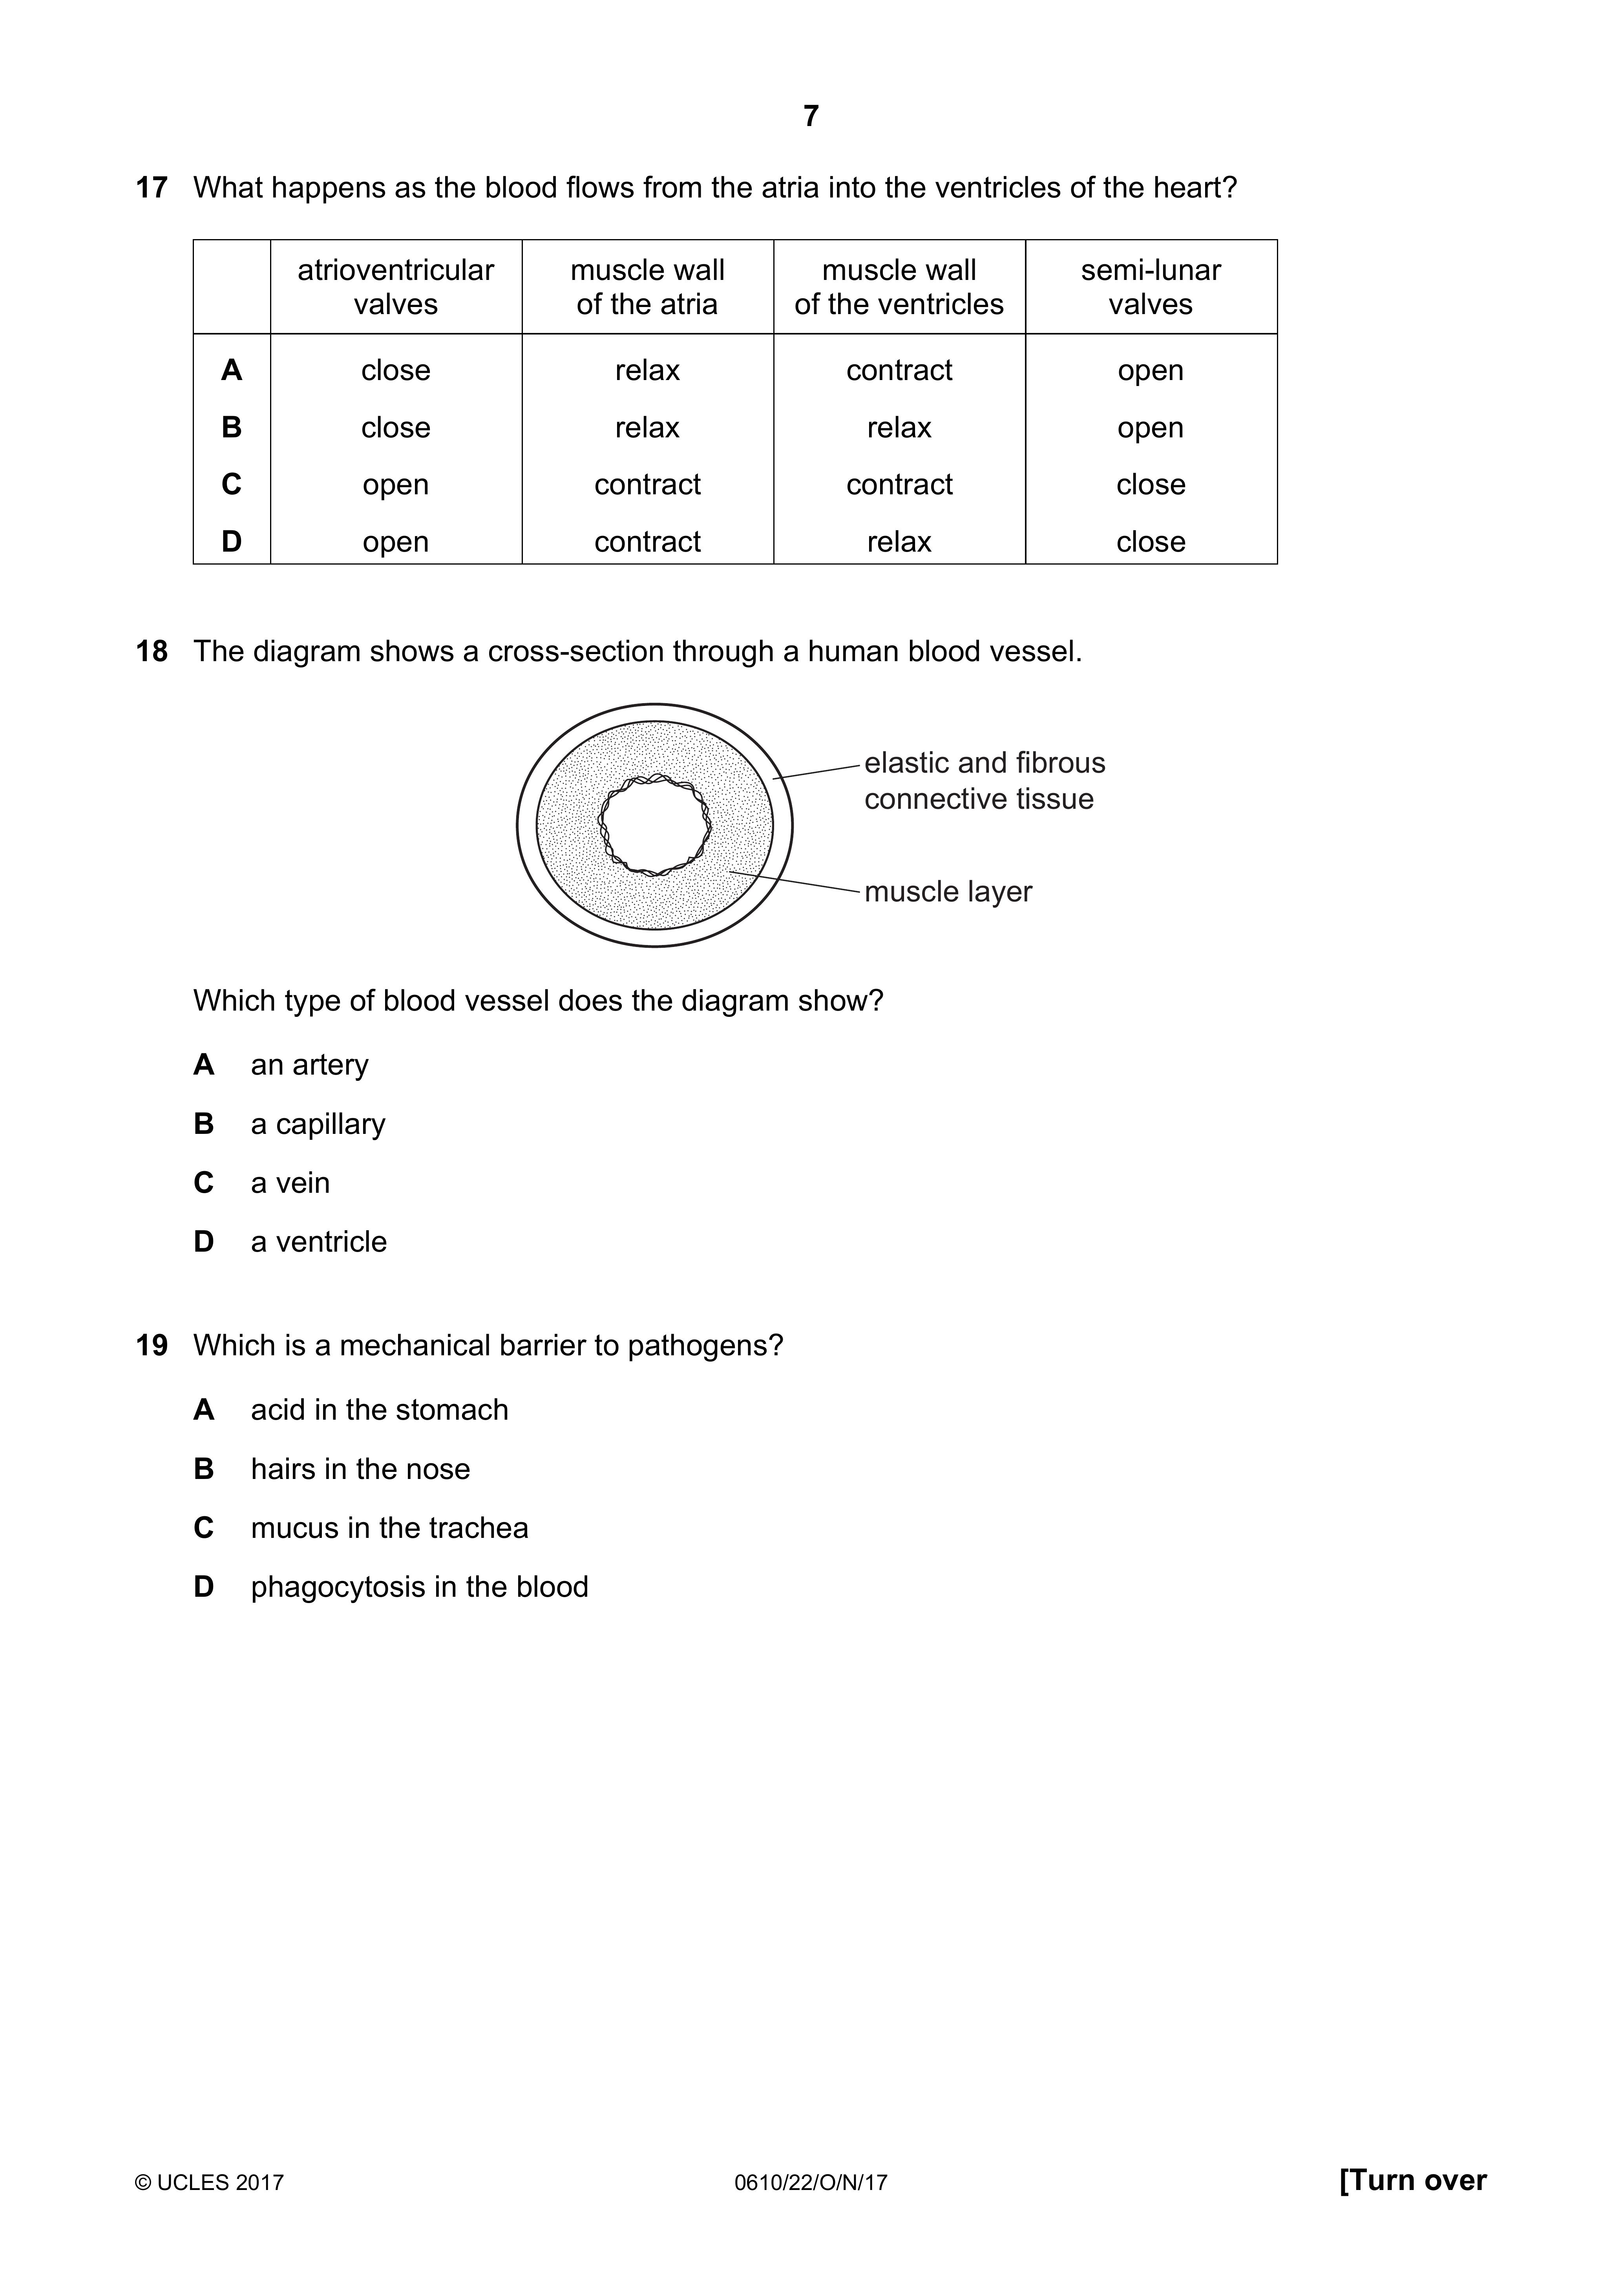 7
17 What happens as the blood flows from the atria into the ventricles of the heart?
atrioventricular valves muscle wall of the atria muscle wall of the ventricles semi-lunar valves
A close relax contract open
B close relax relax open
C open contract contract close
D open contract relax close
18 The diagram shows a cross-section through a human blood vessel.
elastic and fibrous
connective tissue
muscle layer
Which type of blood vessel does the diagram show?
A an artery
B a capillary
C a vein
D a ventricle
19 Which is a mechanical barrier to pathogens?
A acid in the stomach
B hairs in the nose
C mucus in the trachea
D phagocytosis in the blood
© UCLES 2017 0610/22/O/N/17 [Turn over